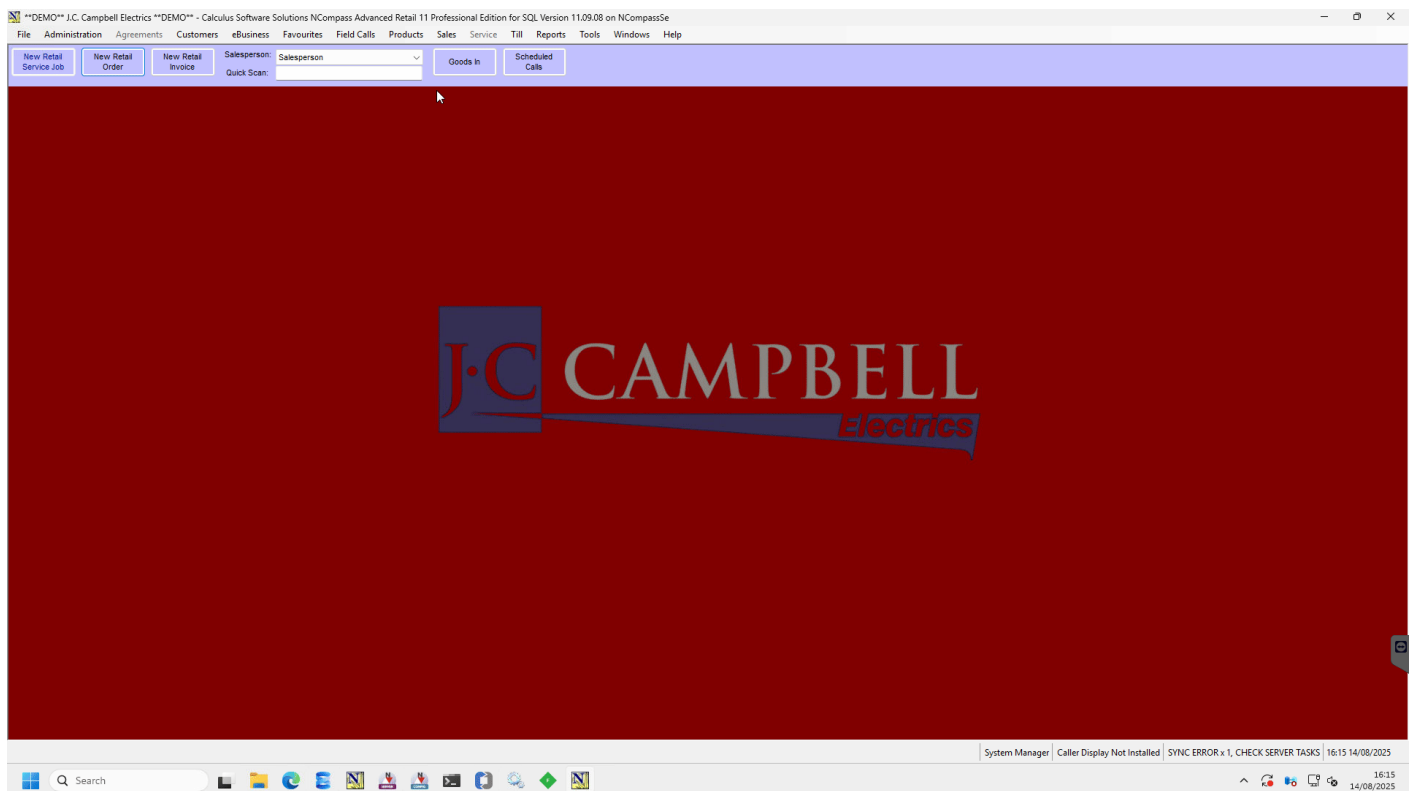 **DEMO** J.C. Campbell Electrics **DEMO** - Calculus Software Solutions NCompass Advanced Retail 11 Professional Edition for SQL Version 11.09.08 on NCompassSe
File Administration Agreements Customers eBusiness Favourites Field Calls Products Sales Service Till Reports Tools Windows Help
New Retail Service Job
New Retail Order
New Retail Invoice
Salesperson: Salesperson
Quick Scan:
Goods In
Scheduled Calls
J·C CAMPBELL
Electrics
System Manager Caller Display Not Installed SYNC ERROR x 1, CHECK SERVER TASKS 16:15 14/08/2025
Search
16:15
14/08/2025